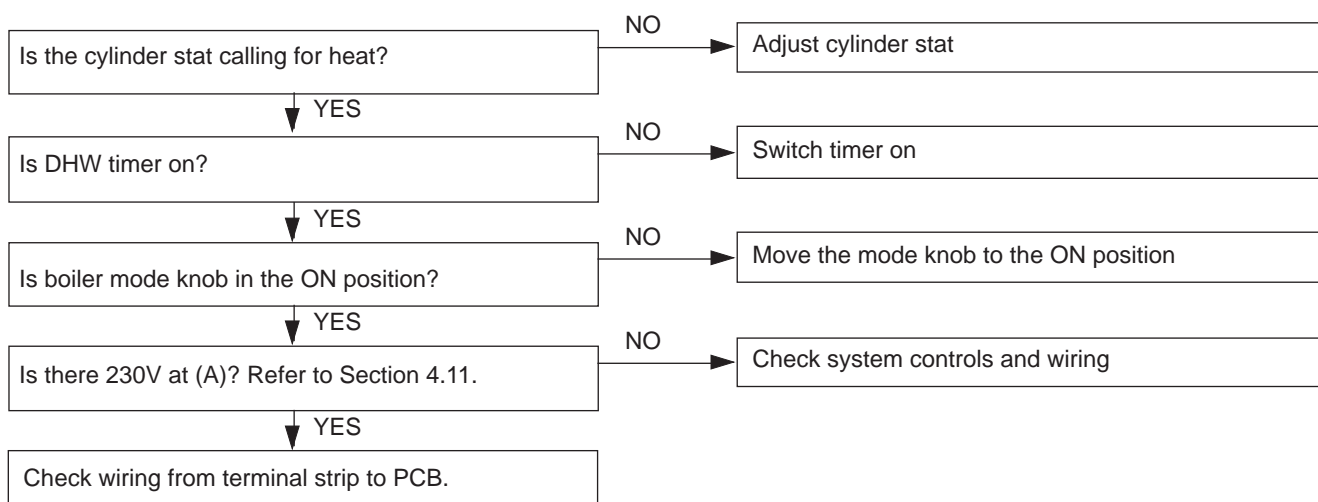 Is the cylinder stat calling for heat?
NO
Adjust cylinder stat
YES
Is DHW timer on?
NO
Switch timer on
YES
Is boiler mode knob in the ON position?
NO
Move the mode knob to the ON position
YES
Is there 230V at (A)? Refer to Section 4.11.
NO
Check system controls and wiring
YES
Check wiring from terminal strip to PCB.